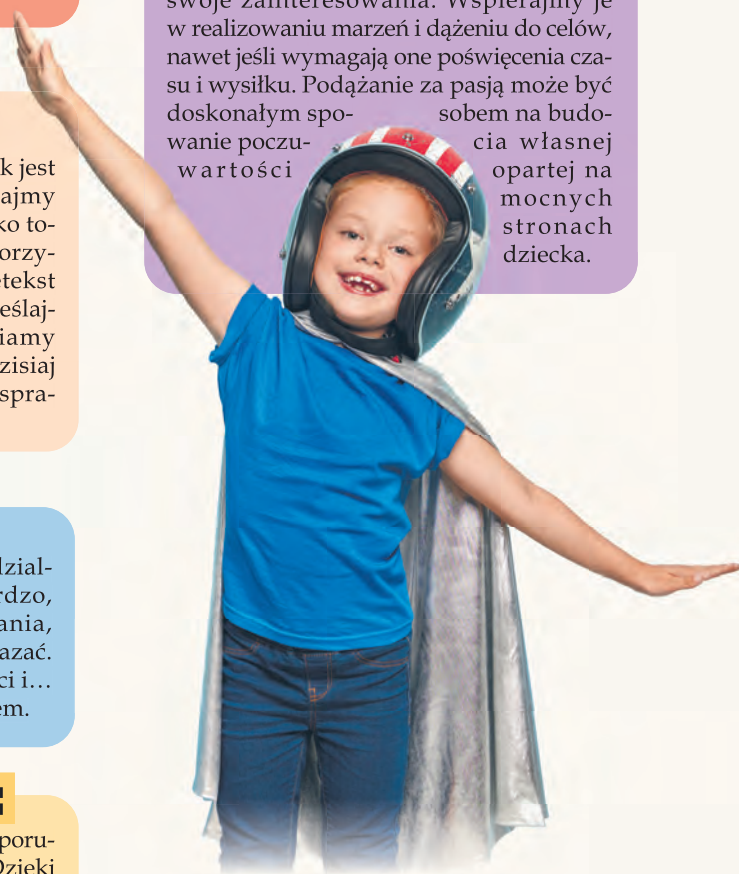 swoje zainteresowania. Wspierajmy je
w realizowaniu marzeń i dążeniu do celów,
nawet jeśli wymagają one poświęcenia cza-
su i wysiłku. Podążanie za pasją może być
doskonałym spo- sobem na budo-
wanie poczu- cia własnej
wartości opartej na
mocnych
stronach
dziecka.
k jest
ajmy
ko to-
orzy-
etekst
eślaj-
iamy
zisiaj
spra-
dzial-
rdzo,
ania,
azać.
ci i…
em.
poru-
Dzięki